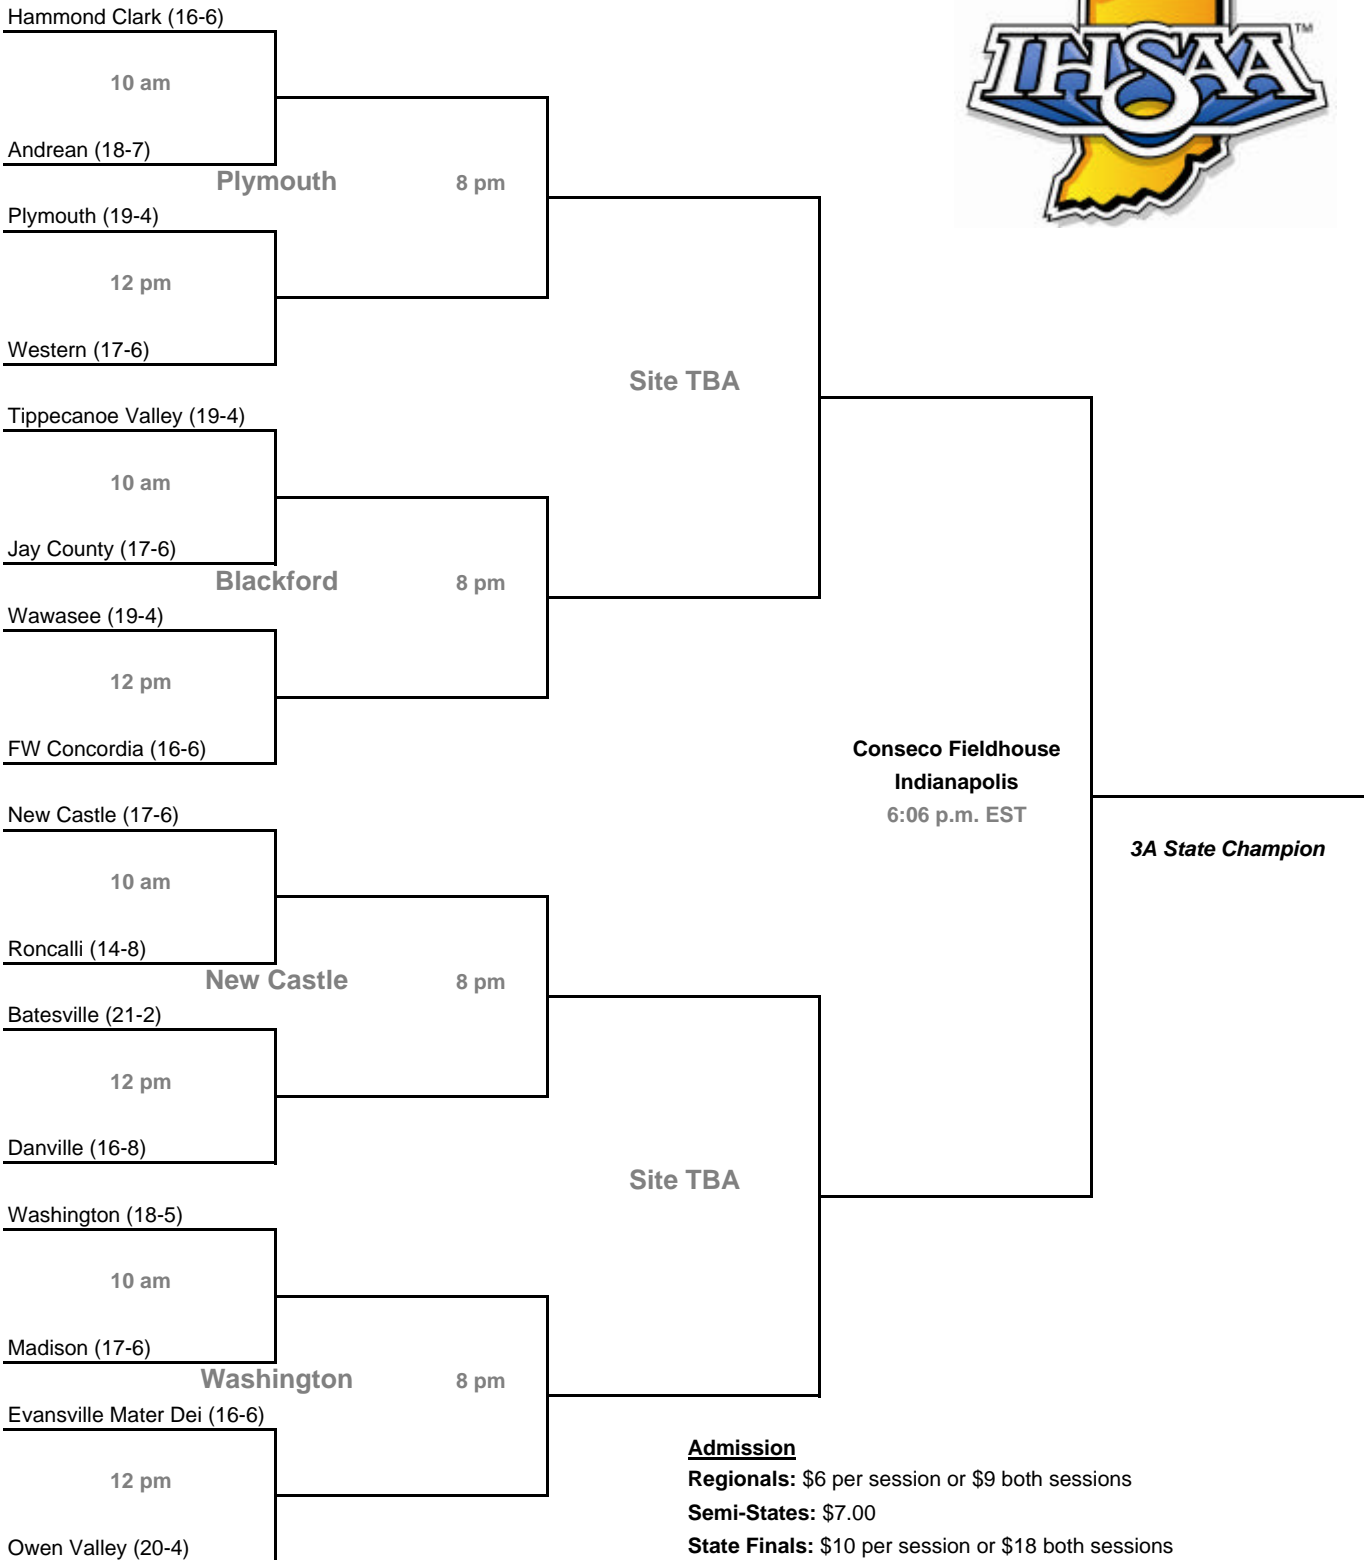 Hammond Clark (16-6)
IHSAA™
10 am
Andrean (18-7)
Plymouth 8 pm
Plymouth (19-4)
12 pm
Western (17-6)
Site TBA
Tippecanoe Valley (19-4)
10 am
Jay County (17-6)
Blackford 8 pm
Wawasee (19-4)
12 pm
FW Concordia (16-6)
Conseco Fieldhouse
Indianapolis
6:06 p.m. EST
3A State Champion
New Castle (17-6)
10 am
Roncalli (14-8)
New Castle 8 pm
Batesville (21-2)
12 pm
Danville (16-8)
Site TBA
Washington (18-5)
10 am
Madison (17-6)
Washington 8 pm
Evansville Mater Dei (16-6)
12 pm
Owen Valley (20-4)
Admission
Regionals: $6 per session or $9 both sessions
Semi-States: $7.00
State Finals: $10 per session or $18 both sessions